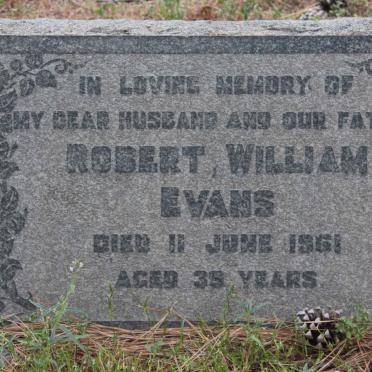 IN LOVING MEMORY OF
MY DEAR HUSBAND AND OUR FAT
ROBERT, WILLIAM
EVANS
DIED 11 JUNE 1961
AGED 39 YEARS